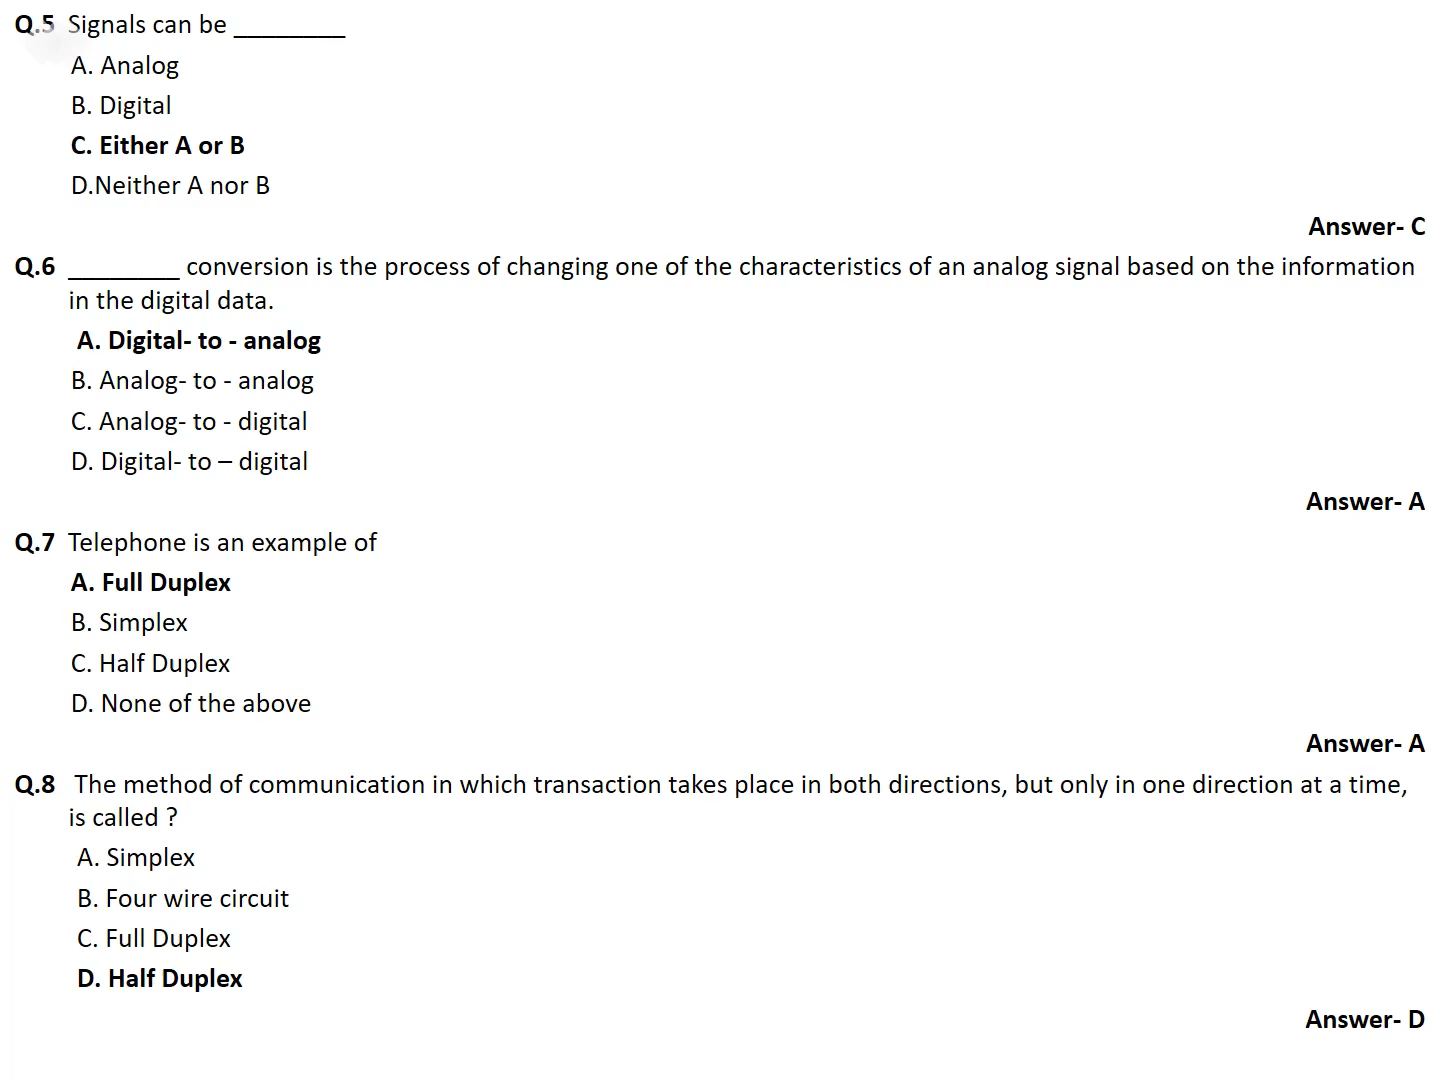 Q.5 Signals can be ________
A. Analog
B. Digital
C. Either A or B
D.Neither A nor B
Answer- C
Q.6 ________ conversion is the process of changing one of the characteristics of an analog signal based on the information
in the digital data.
A. Digital- to - analog
B. Analog- to - analog
C. Analog- to - digital
D. Digital- to – digital
Answer- A
Q.7 Telephone is an example of
A. Full Duplex
B. Simplex
C. Half Duplex
D. None of the above
Answer- A
Q.8 The method of communication in which transaction takes place in both directions, but only in one direction at a time,
is called ?
A. Simplex
B. Four wire circuit
C. Full Duplex
D. Half Duplex
Answer- D